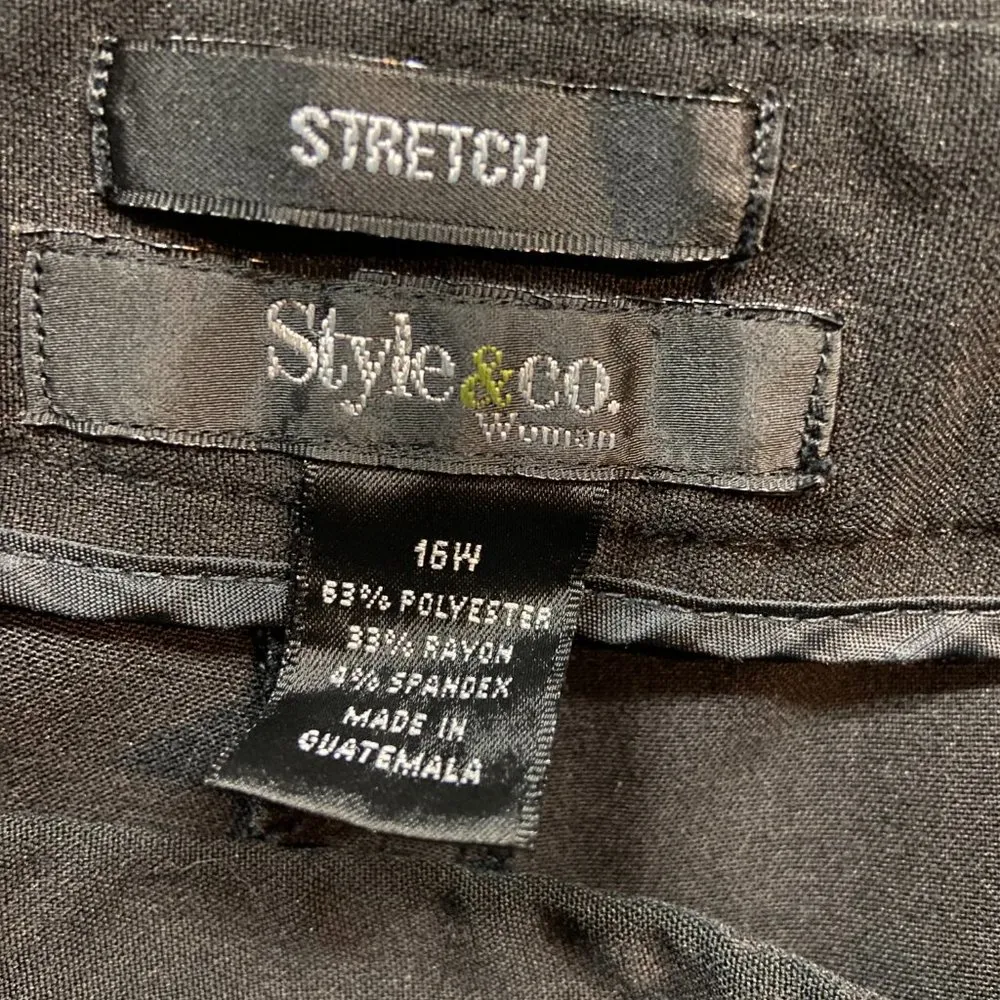 STRETCH
Style&co.
Woman
16W
63% POLYESTER
33% RAYON
4% SPANDEX
MADE IN
GUATEMALA